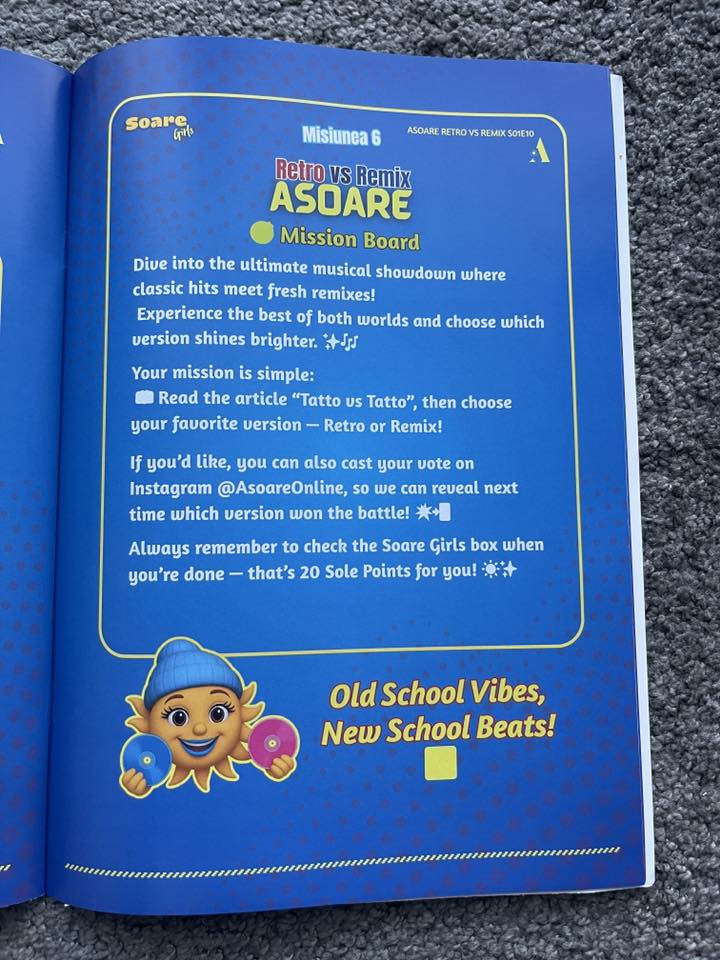 Soare
Girls
Misiunea 6
ASOARE RETRO VS REMIX S01E10
A
Retro vs Remix
ASOARE
Mission Board
Dive into the ultimate musical showdown where
classic hits meet fresh remixes!
Experience the best of both worlds and choose which
version shines brighter. ✨🎶
Your mission is simple:
Read the article “Tatto vs Tatto”, then choose
your favorite version — Retro or Remix!
If you’d like, you can also cast your vote on
Instagram @AsoareOnline, so we can reveal next
time which version won the battle!
Always remember to check the Soare Girls box when
you’re done — that’s 20 Sole Points for you! ☀✨
Old School Vibes,
New School Beats!